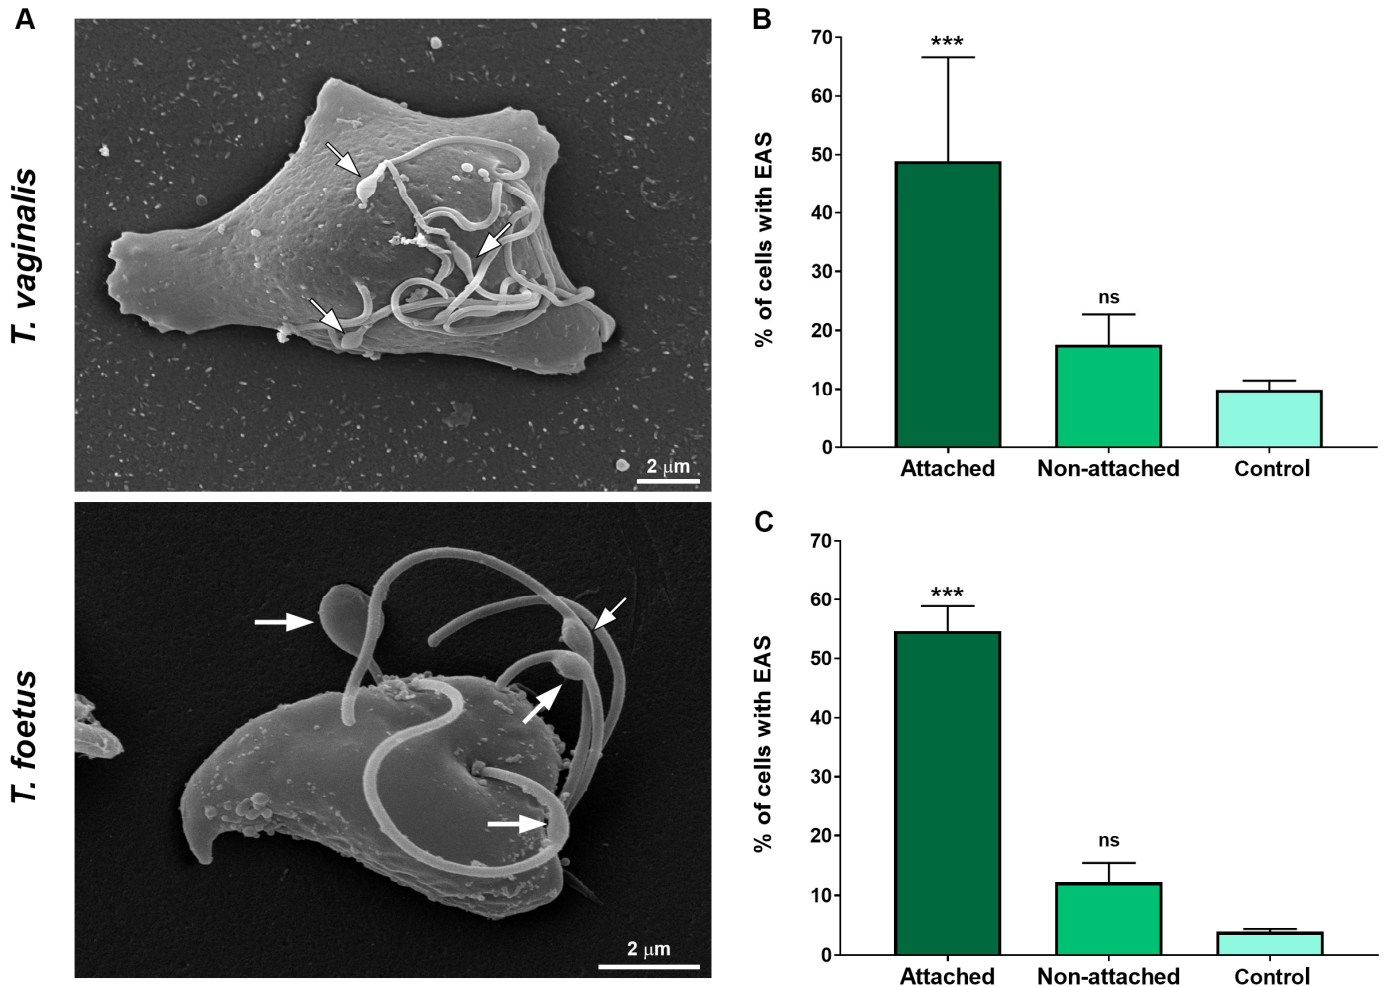 A
T. vaginalis
2 μm
T. foetus
2 μm
B
% of cells with EAS
70
60
50
40
30
20
10
0
***
ns
Attached
Non-attached
Control
C
% of cells with EAS
70
60
50
40
30
20
10
0
***
ns
Attached
Non-attached
Control